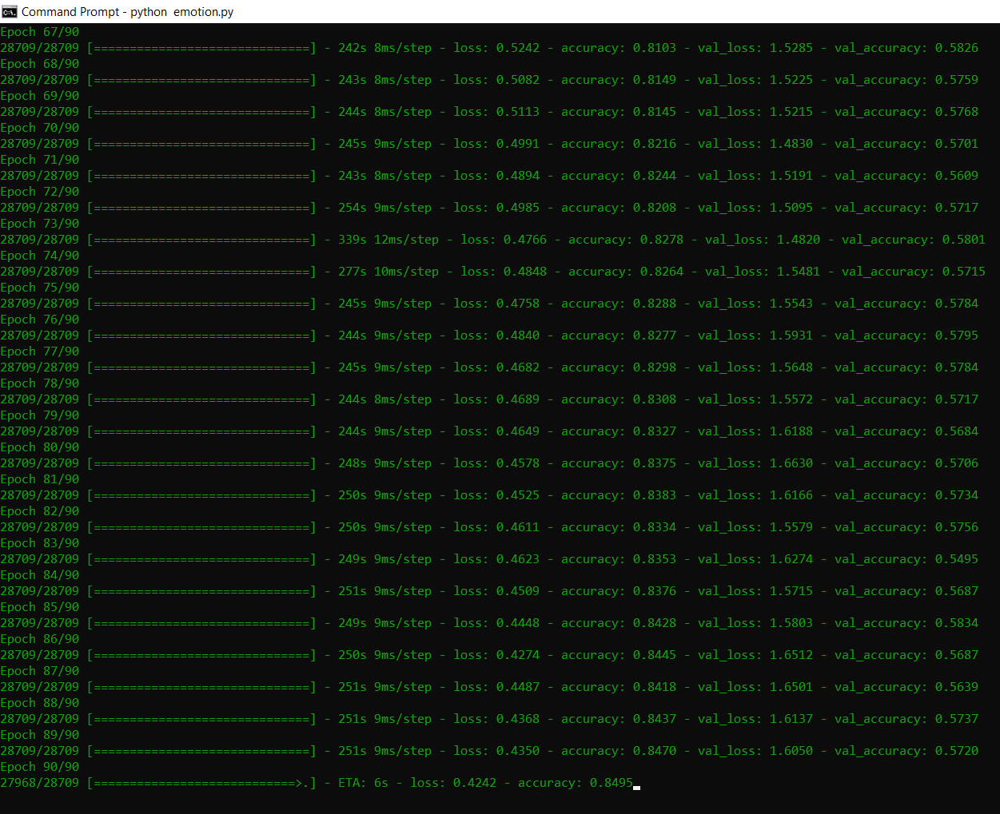 Command Prompt - python  emotion.py
Epoch 67/90
28709/28709 [==============================] - 242s 8ms/step - loss: 0.5242 - accuracy: 0.8103 - val_loss: 1.5285 - val_accuracy: 0.5826
Epoch 68/90
28709/28709 [==============================] - 243s 8ms/step - loss: 0.5082 - accuracy: 0.8149 - val_loss: 1.5225 - val_accuracy: 0.5759
Epoch 69/90
28709/28709 [==============================] - 244s 8ms/step - loss: 0.5113 - accuracy: 0.8145 - val_loss: 1.5215 - val_accuracy: 0.5768
Epoch 70/90
28709/28709 [==============================] - 245s 9ms/step - loss: 0.4991 - accuracy: 0.8216 - val_loss: 1.4830 - val_accuracy: 0.5701
Epoch 71/90
28709/28709 [==============================] - 243s 8ms/step - loss: 0.4894 - accuracy: 0.8244 - val_loss: 1.5191 - val_accuracy: 0.5609
Epoch 72/90
28709/28709 [==============================] - 254s 9ms/step - loss: 0.4985 - accuracy: 0.8208 - val_loss: 1.5095 - val_accuracy: 0.5717
Epoch 73/90
28709/28709 [==============================] - 339s 12ms/step - loss: 0.4766 - accuracy: 0.8278 - val_loss: 1.4820 - val_accuracy: 0.5801
Epoch 74/90
28709/28709 [==============================] - 277s 10ms/step - loss: 0.4848 - accuracy: 0.8264 - val_loss: 1.5481 - val_accuracy: 0.5715
Epoch 75/90
28709/28709 [==============================] - 245s 9ms/step - loss: 0.4758 - accuracy: 0.8288 - val_loss: 1.5543 - val_accuracy: 0.5784
Epoch 76/90
28709/28709 [==============================] - 244s 9ms/step - loss: 0.4840 - accuracy: 0.8277 - val_loss: 1.5931 - val_accuracy: 0.5795
Epoch 77/90
28709/28709 [==============================] - 245s 9ms/step - loss: 0.4682 - accuracy: 0.8298 - val_loss: 1.5648 - val_accuracy: 0.5784
Epoch 78/90
28709/28709 [==============================] - 244s 8ms/step - loss: 0.4689 - accuracy: 0.8308 - val_loss: 1.5572 - val_accuracy: 0.5717
Epoch 79/90
28709/28709 [==============================] - 244s 9ms/step - loss: 0.4649 - accuracy: 0.8327 - val_loss: 1.6188 - val_accuracy: 0.5684
Epoch 80/90
28709/28709 [==============================] - 248s 9ms/step - loss: 0.4578 - accuracy: 0.8375 - val_loss: 1.6630 - val_accuracy: 0.5706
Epoch 81/90
28709/28709 [==============================] - 250s 9ms/step - loss: 0.4525 - accuracy: 0.8383 - val_loss: 1.6166 - val_accuracy: 0.5734
Epoch 82/90
28709/28709 [==============================] - 250s 9ms/step - loss: 0.4611 - accuracy: 0.8334 - val_loss: 1.5579 - val_accuracy: 0.5756
Epoch 83/90
28709/28709 [==============================] - 249s 9ms/step - loss: 0.4623 - accuracy: 0.8353 - val_loss: 1.6274 - val_accuracy: 0.5495
Epoch 84/90
28709/28709 [==============================] - 251s 9ms/step - loss: 0.4509 - accuracy: 0.8376 - val_loss: 1.5715 - val_accuracy: 0.5687
Epoch 85/90
28709/28709 [==============================] - 249s 9ms/step - loss: 0.4448 - accuracy: 0.8428 - val_loss: 1.5803 - val_accuracy: 0.5834
Epoch 86/90
28709/28709 [==============================] - 250s 9ms/step - loss: 0.4274 - accuracy: 0.8445 - val_loss: 1.6512 - val_accuracy: 0.5687
Epoch 87/90
28709/28709 [==============================] - 251s 9ms/step - loss: 0.4487 - accuracy: 0.8418 - val_loss: 1.6501 - val_accuracy: 0.5639
Epoch 88/90
28709/28709 [==============================] - 251s 9ms/step - loss: 0.4368 - accuracy: 0.8437 - val_loss: 1.6137 - val_accuracy: 0.5737
Epoch 89/90
28709/28709 [==============================] - 251s 9ms/step - loss: 0.4350 - accuracy: 0.8470 - val_loss: 1.6050 - val_accuracy: 0.5720
Epoch 90/90
27968/28709 [============================>.] - ETA: 6s - loss: 0.4242 - accuracy: 0.8495